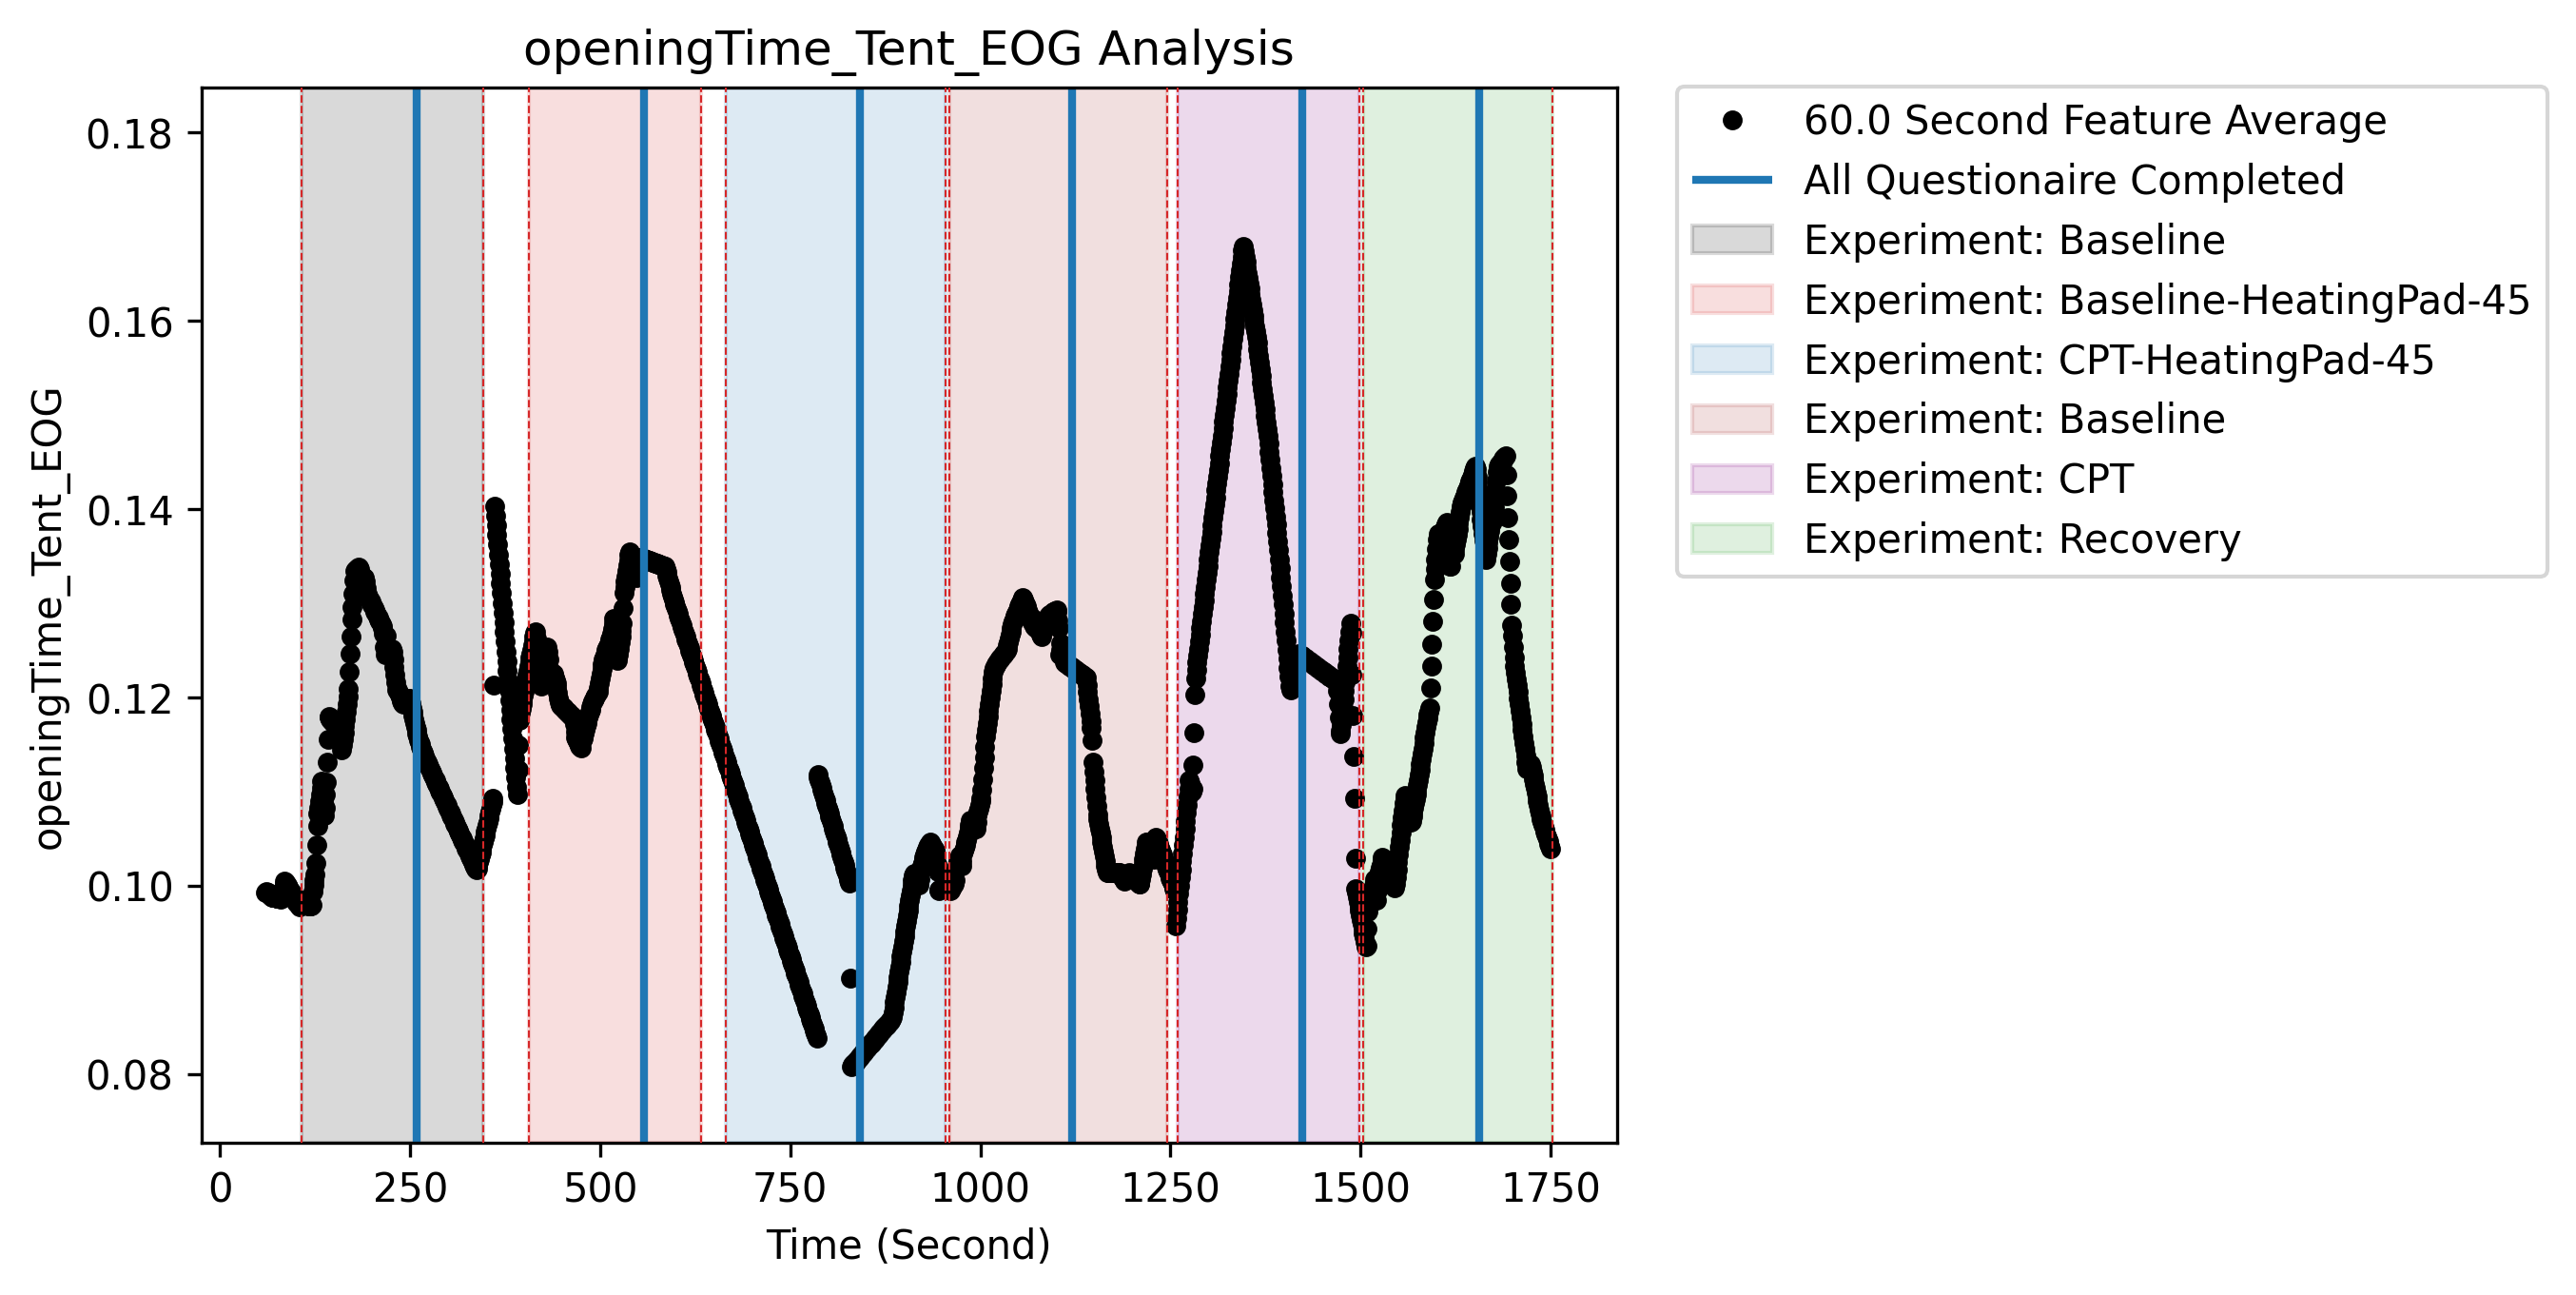 openingTime_Tent_EOG Analysis
openingTime_Tent_EOG
0.18
0.16
0.14
0.12
0.10
0.08
0 250 500 750 1000 1250 1500 1750
Time (Second)
60.0 Second Feature Average
All Questionaire Completed
Experiment: Baseline
Experiment: Baseline-HeatingPad-45
Experiment: CPT-HeatingPad-45
Experiment: Baseline
Experiment: CPT
Experiment: Recovery